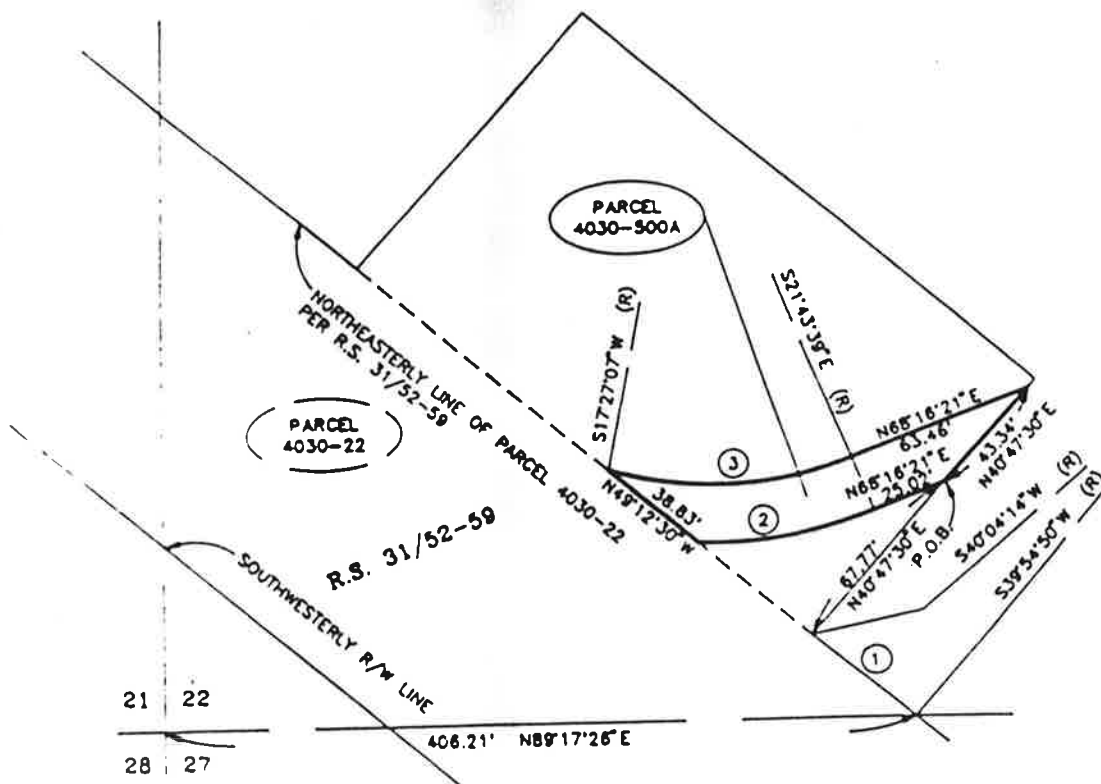 PARCEL
4030-500A
S21°43'39"E (R)
S17°27'07"W (R)
NORTHEASTERLY LINE OF PARCEL 4030-22
PER R.S. 31/52-59
PARCEL
4030-22
N68°16'21"E
63.46'
3
N68°16'21"E
25.03'
43.34'
N40°47'30"E
38.83'
N49°12'30"W
2
P.O.B.
S40°04'14"W (R)
S39°54'50"W (R)
67.77'
N40°47'30"E
R.S. 31/52-59
SOUTHWESTERLY R/W LINE
1
21 22
406.21' N89°17'26"E
28 27